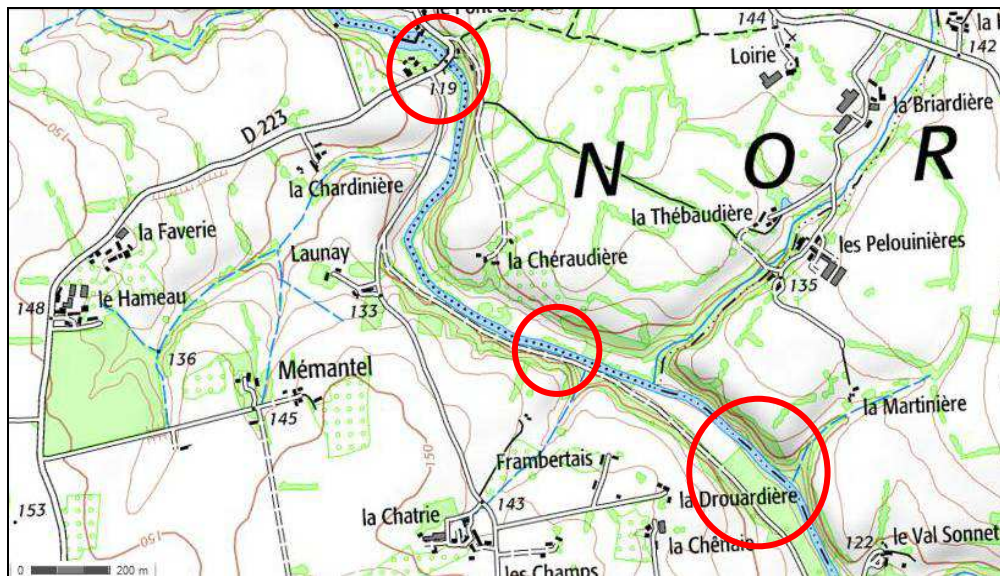 144
142
Loirie
119
150
D 223
la Briardière
N O R
la Chardinière
la Thébaudière
la Faverie
les Pelouinières
Launay
la Chéraudière
le Hameau
135
148
133
136
Mémantel
la Martinière
145
150
Frambertais
153
143
la Drouardière
la Chatrie
150
122
le Val Sonnet
la Chênaie
les Champs
0 200 m